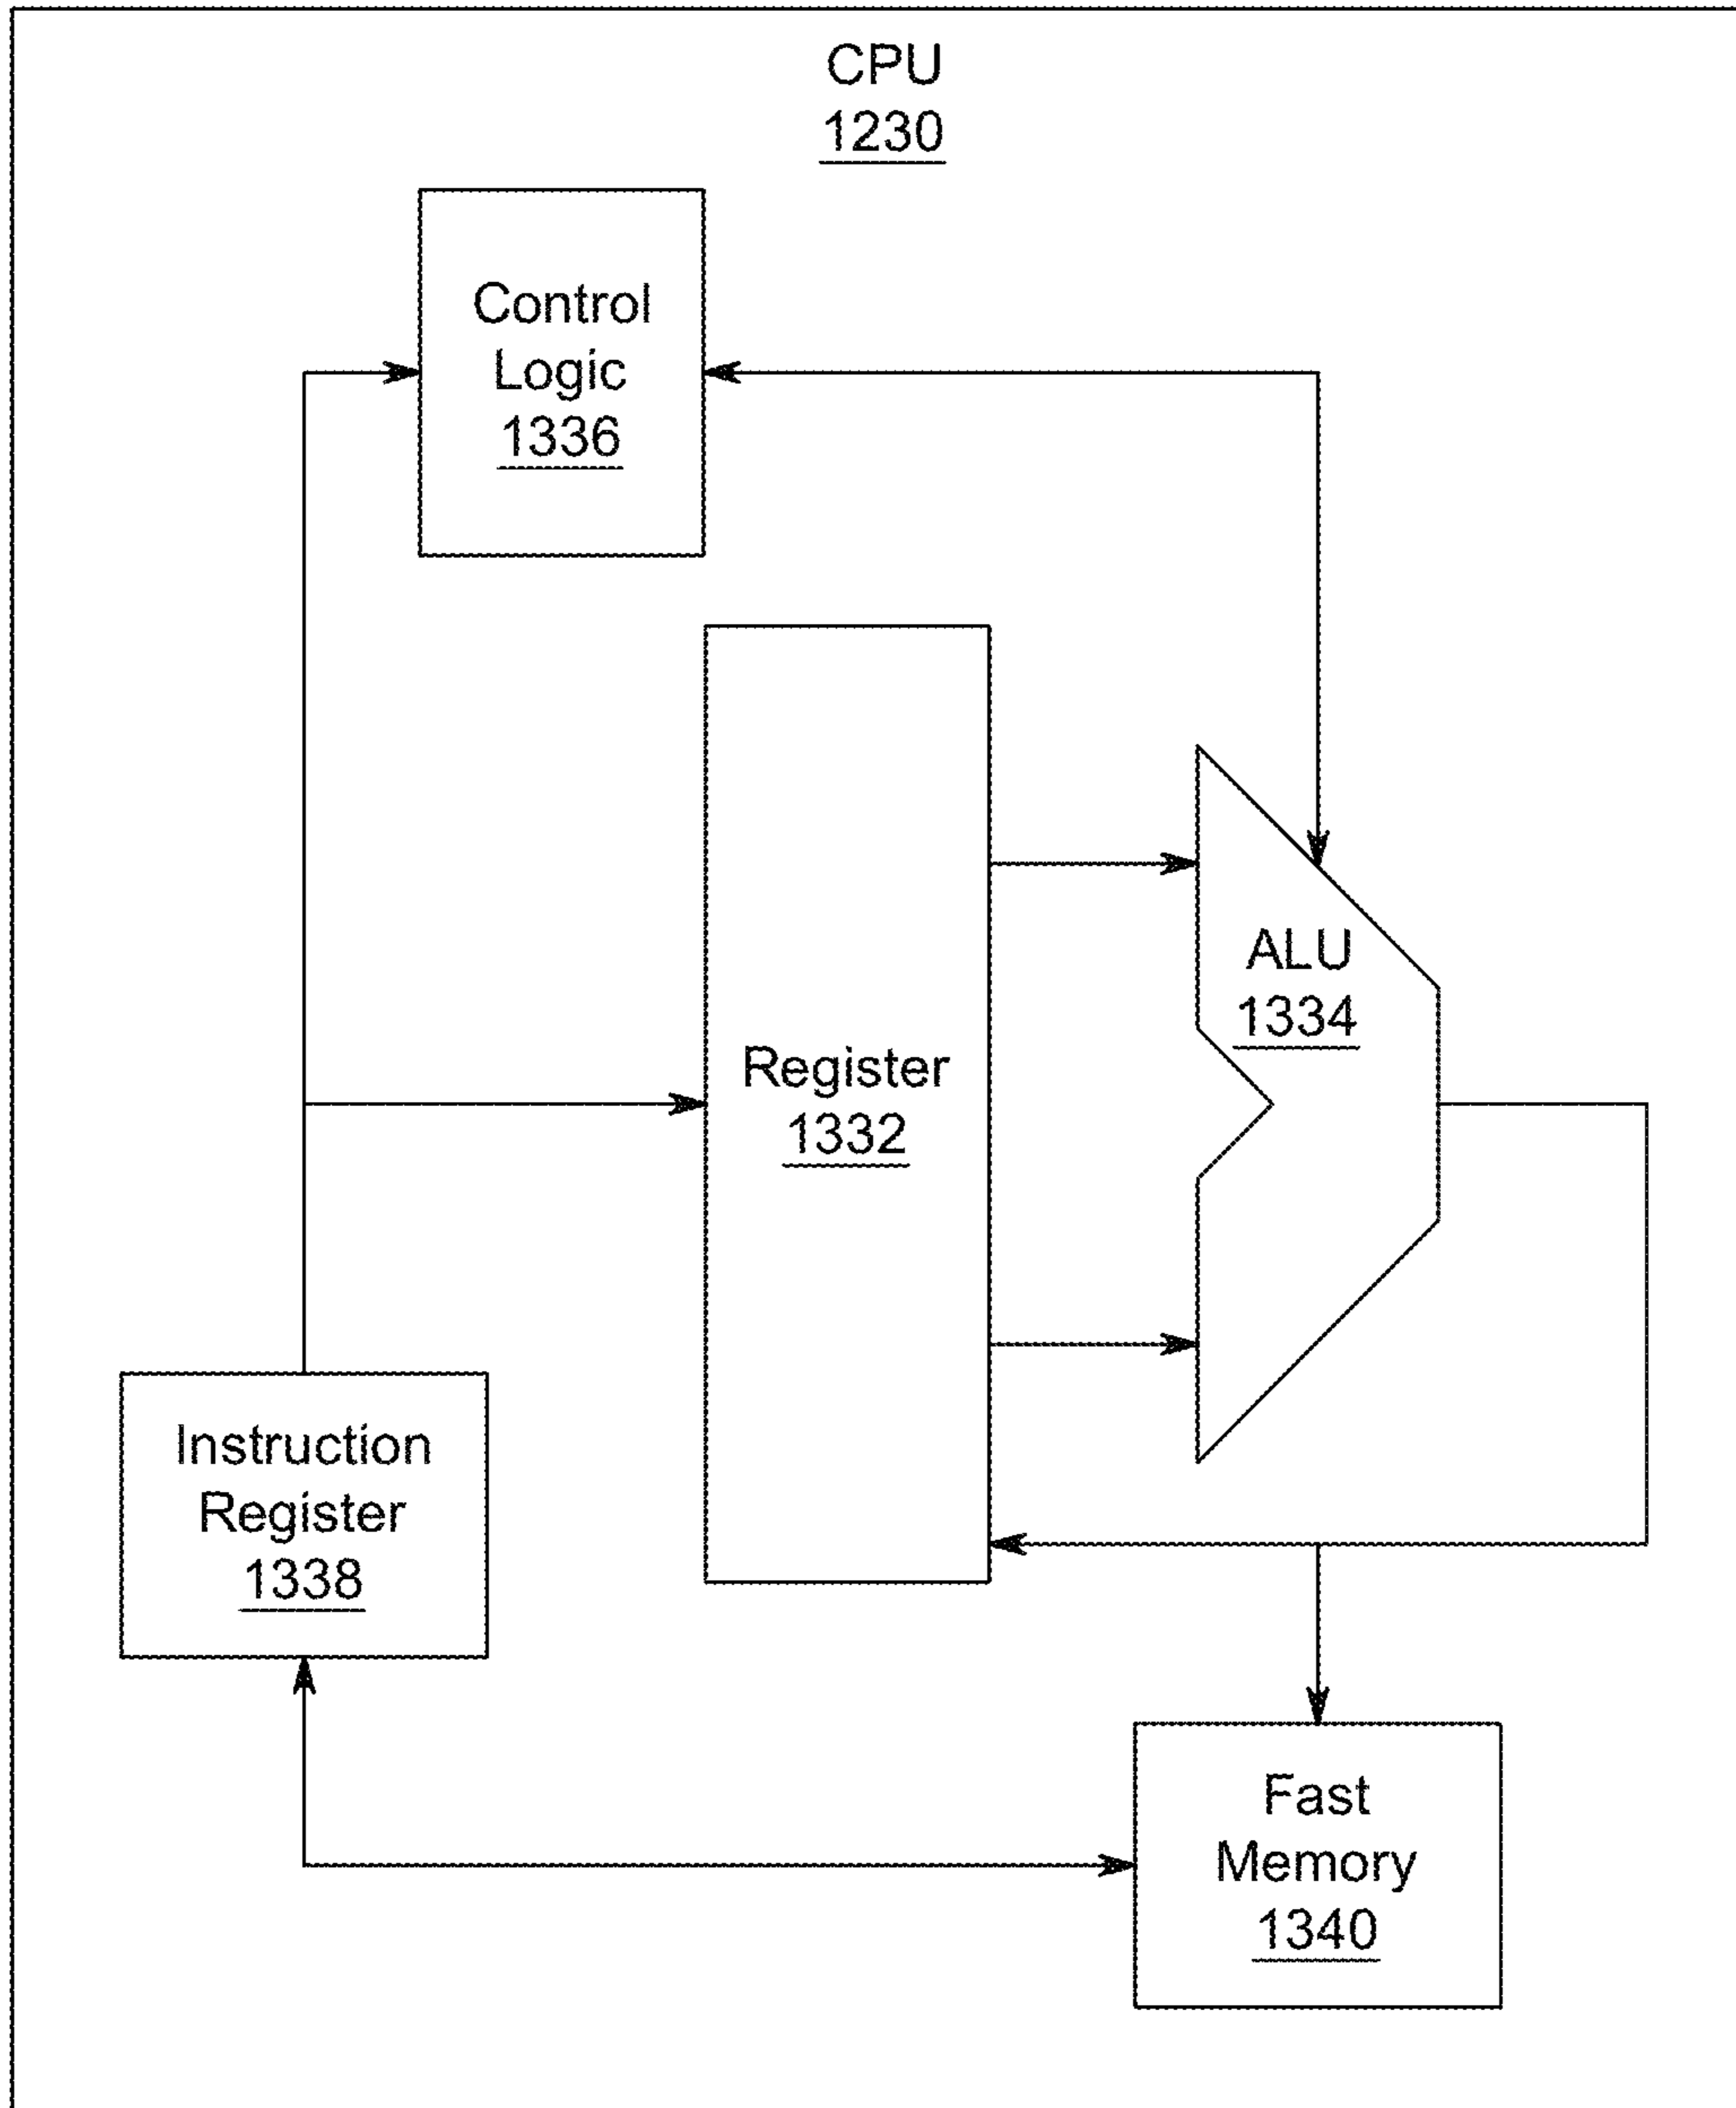 CPU
1230
Control
Logic
1336
ALU
1334
Register
1332
Instruction
Register
1338
Fast
Memory
1340